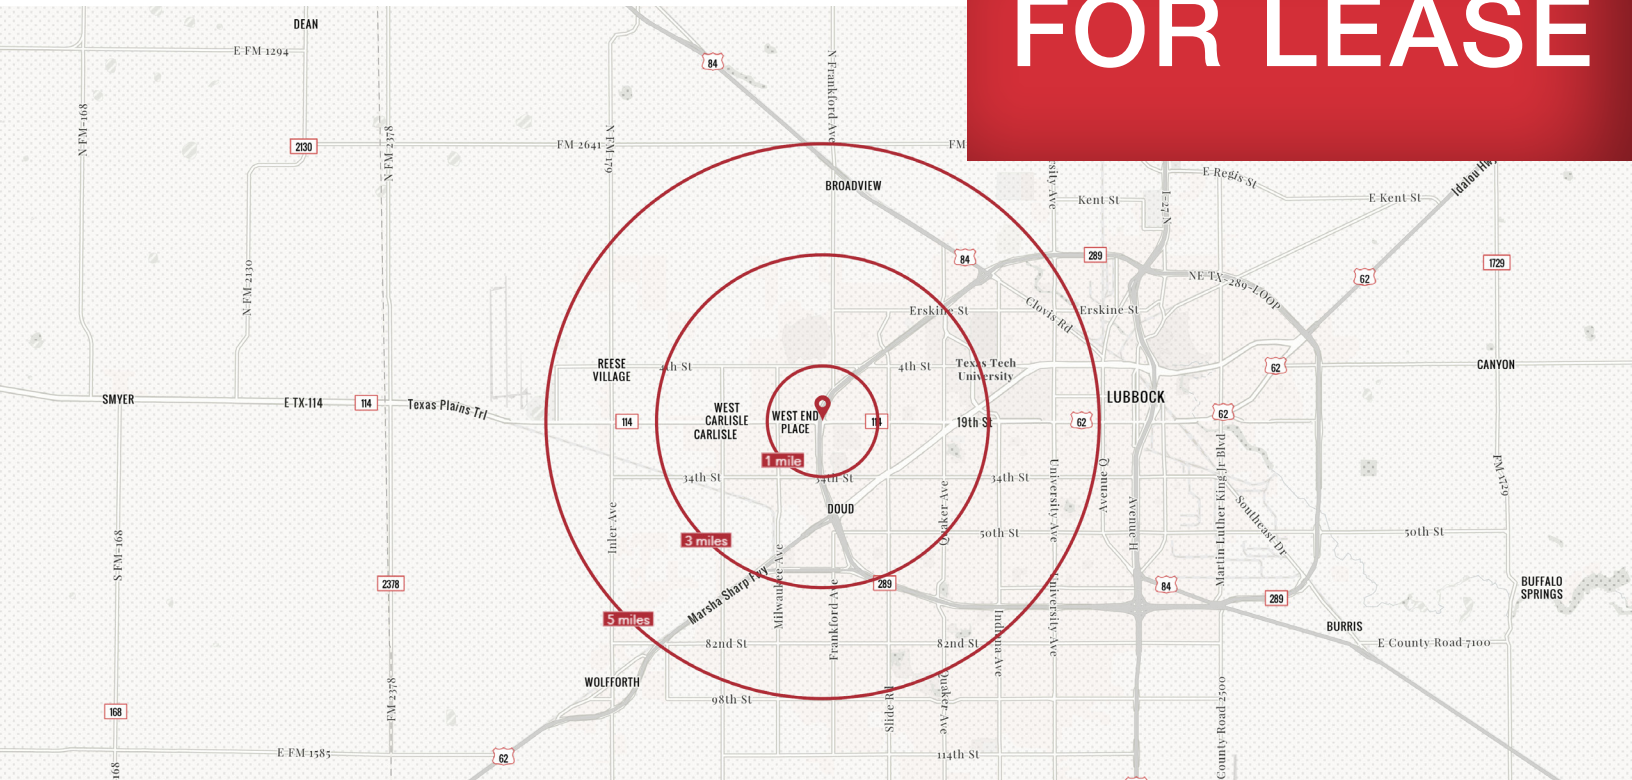 FOR LEASE
DEAN
E FM 1294
84
N Frankford Ave
N FM-168
2130
N FM 2378
FM 2641
N FM-179
FM
BROADVIEW
Kent St
E Regis St
E Kent St
Idalou Hwy
I-27 N
84
289
1729
62
NE TX-289-LOOP
N FM 2130
Erskine St
Clovis Rd
Erskine St
REESE
VILLAGE
4th St
4th St
Texas Tech
University
62
CANYON
SMYER
E TX-114
114
Texas Plains Trl
WEST
CARLISLE
CARLISLE
114
WEST END
PLACE
114
19th St
62
LUBBOCK
62
1 mile
34th St
34th St
34th St
University Ave
Avenue Q
Avenue H
Martin Luther King Jr Blvd
Southeast Dr
FM 1729
DOUD
Quaker Ave
50th St
50th St
Inler Ave
S FM-168
3 miles
Milwaukee Ave
Marsha Sharp Fwy
Frankford Ave
289
2378
5 miles
84
289
BUFFALO
SPRINGS
BURRIS
E County Road 7100
82nd St
82nd St
Indiana Ave
University Ave
WOLFFORTH
98th St
Slide Rd
Quaker Ave
County Road 2500
168
FM-2378
E FM 1585
62
114th St
168